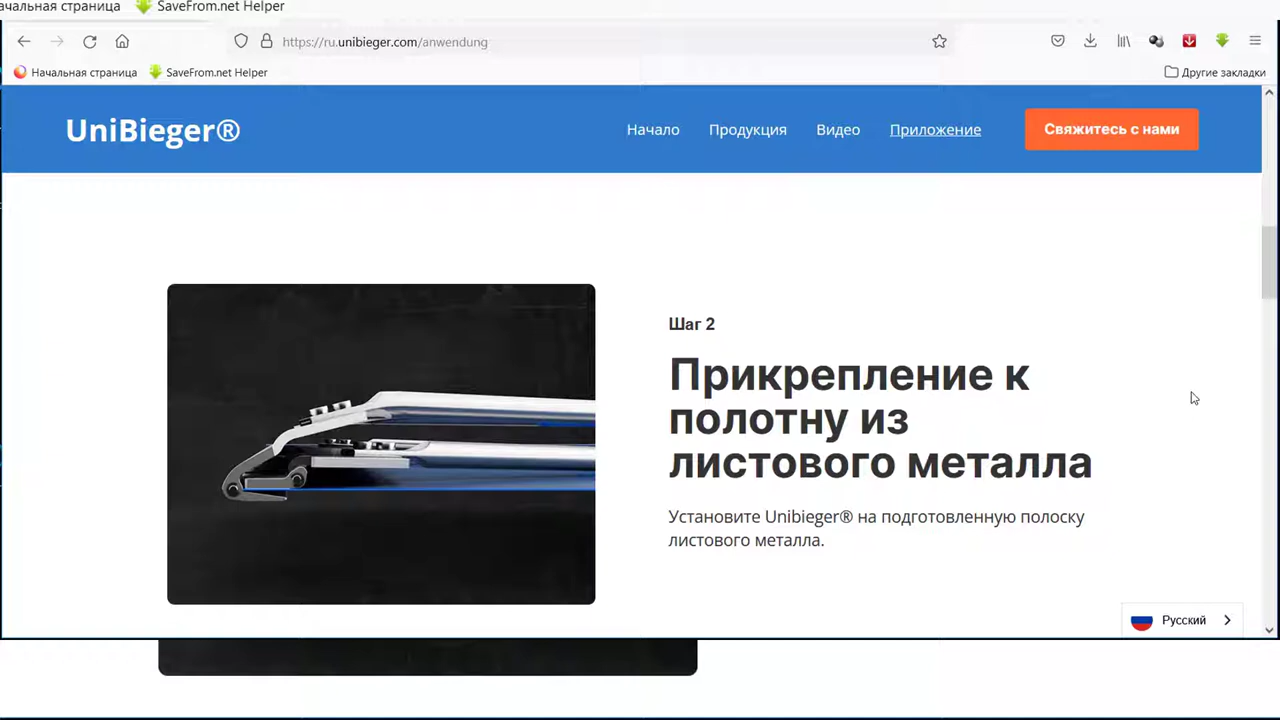 ачальная страница SaveFrom.net Helper
https://ru.unibieger.com/anwendung
Начальная страница SaveFrom.net Helper Другие закладки
UniBieger® Начало Продукция Видео Приложение Свяжитесь с нами
Шаг 2
Прикрепление к
полотну из
листового металла
Установите Unibieger® на подготовленную полоску
листового металла.
Русский